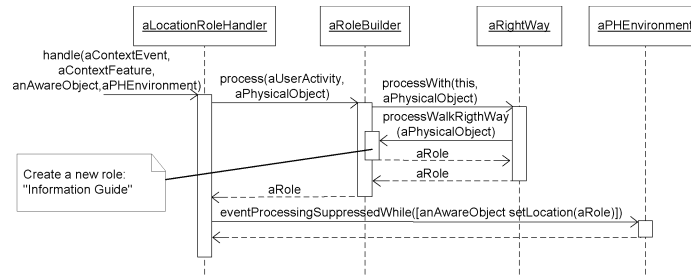 aLocationRoleHandler
aRoleBuilder
aRightWay
aPHEnvironment
handle(aContextEvent,
aContextFeature,
anAwareObject,aPHEnvironment)
process(aUserActivity,
aPhysicalObject)
processWith(this,
aPhysicalObject)
processWalkRigthWay
(aPhysicalObject)
aRole
aRole
Create a new role:
"Information Guide"
aRole
eventProcessingSuppressedWhile([anAwareObject setLocation(aRole)])